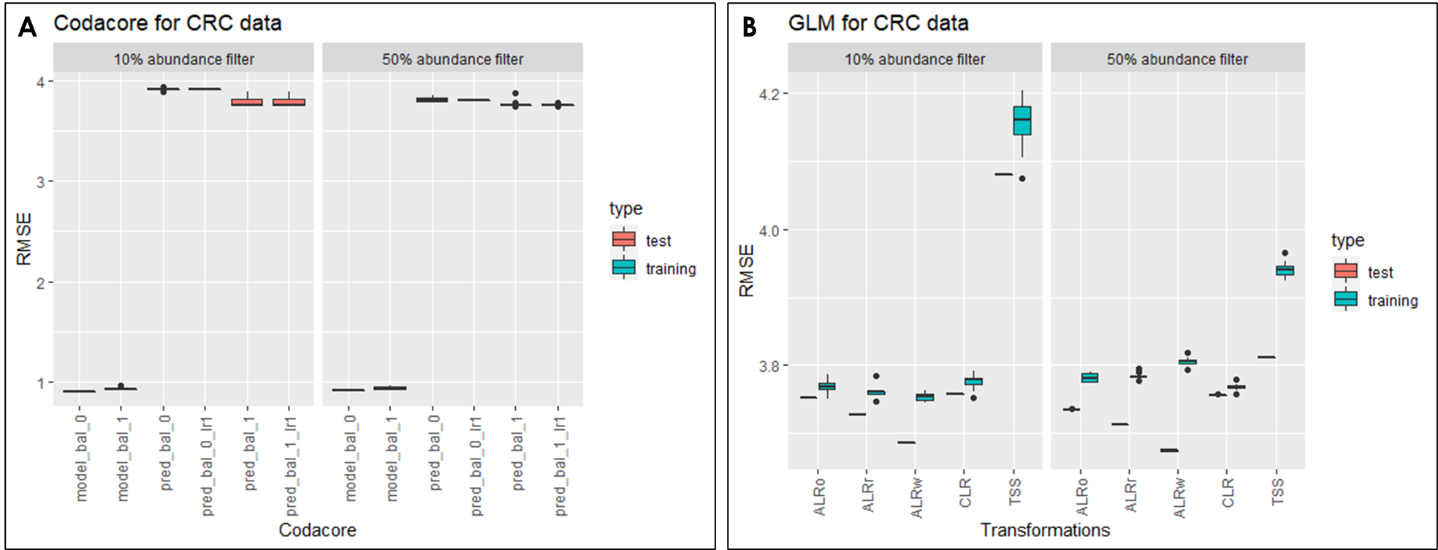 A
Codacore for CRC data
10% abundance filter
50% abundance filter
4
3
2
1
RMSE
model_bal_0
model_bal_1
pred_bal_0
pred_bal_0_lr1
pred_bal_1
pred_bal_1_lr1
model_bal_0
model_bal_1
pred_bal_0
pred_bal_0_lr1
pred_bal_1
pred_bal_1_lr1
Codacore
type
test
training
B
GLM for CRC data
10% abundance filter
50% abundance filter
4.2
4.0
3.8
RMSE
ALRo
ALRr
ALRw
CLR
TSS
ALRo
ALRr
ALRw
CLR
TSS
Transformations
type
test
training